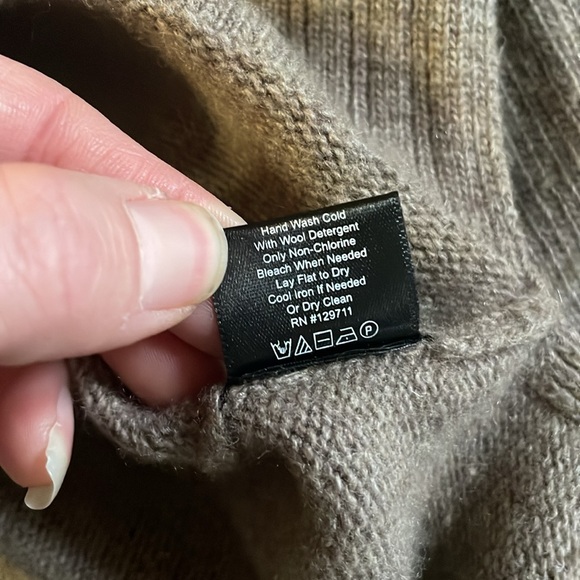 Hand Wash Cold
With Wool Detergent
Only Non-Chlorine
Bleach When Needed
Lay Flat to Dry
Cool Iron If Needed
Or Dry Clean
RN #129711
P